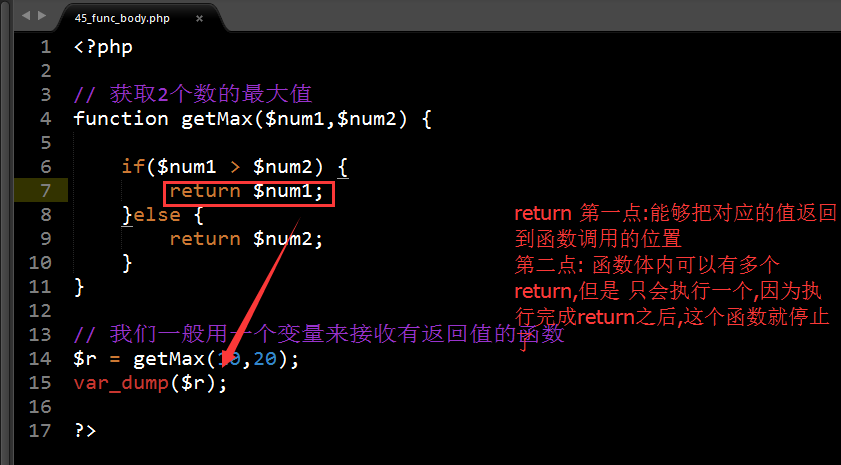 45_func_body.php ×
1 <?php
2
3 // 获取2个数的最大值
4 function getMax($num1,$num2) {
5
6 if($num1 > $num2) {
7 return $num1;
8 }else {
9 return $num2;
10 }
11 }
12
13 // 我们一般用一个变量来接收有返回值的函数
14 $r = getMax(10,20);
15 var_dump($r);
16
17 ?>
return 第一点:能够把对应的值返回
到函数调用的位置
第二点: 函数体内可以有多个
return,但是 只会执行一个,因为执
行完成return之后,这个函数就停止
了